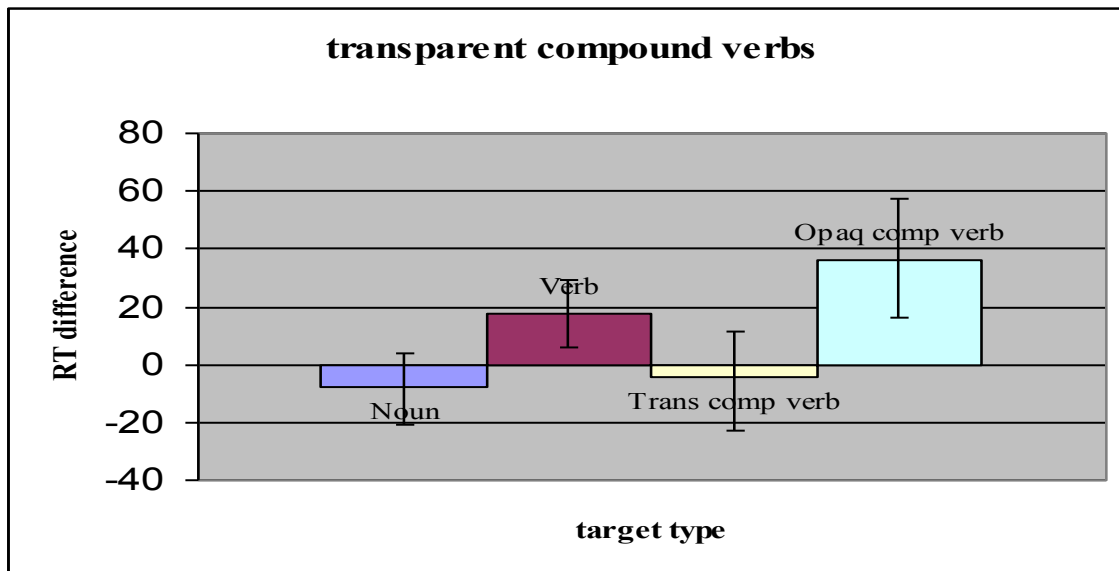 transparent compound verbs
80
60
40
20
0
-20
-40
RT difference
Opaq comp verb
Verb
Trans comp verb
Noun
target type